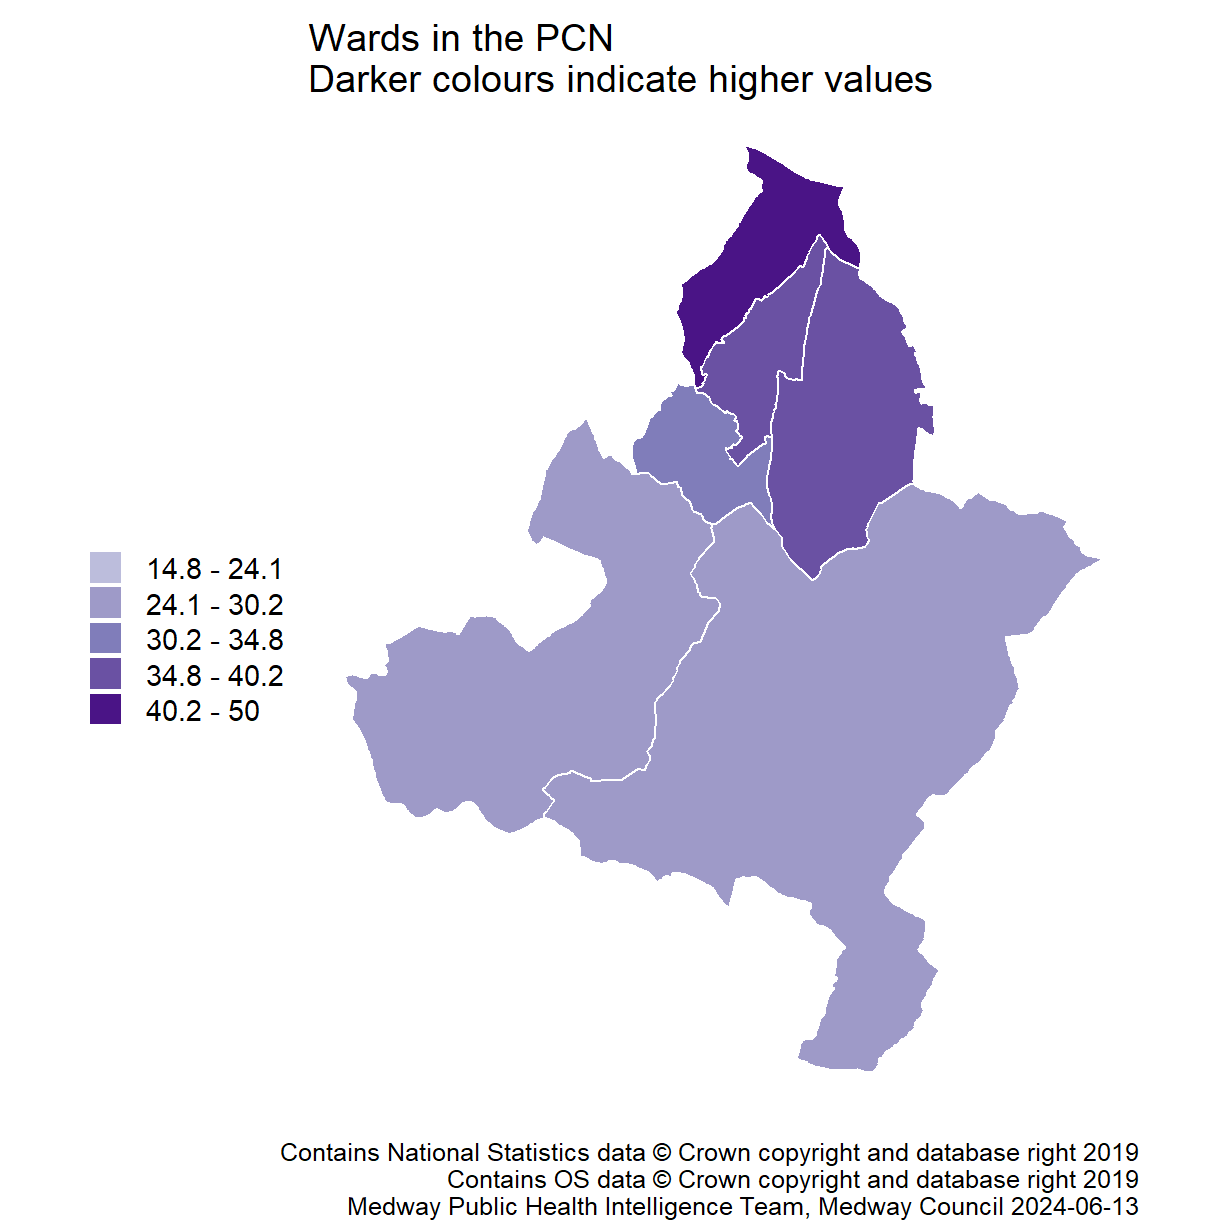 Wards in the PCN
Darker colours indicate higher values
14.8 - 24.1
24.1 - 30.2
30.2 - 34.8
34.8 - 40.2
40.2 - 50
Contains National Statistics data © Crown copyright and database right 2019
Contains OS data © Crown copyright and database right 2019
Medway Public Health Intelligence Team, Medway Council 2024-06-13